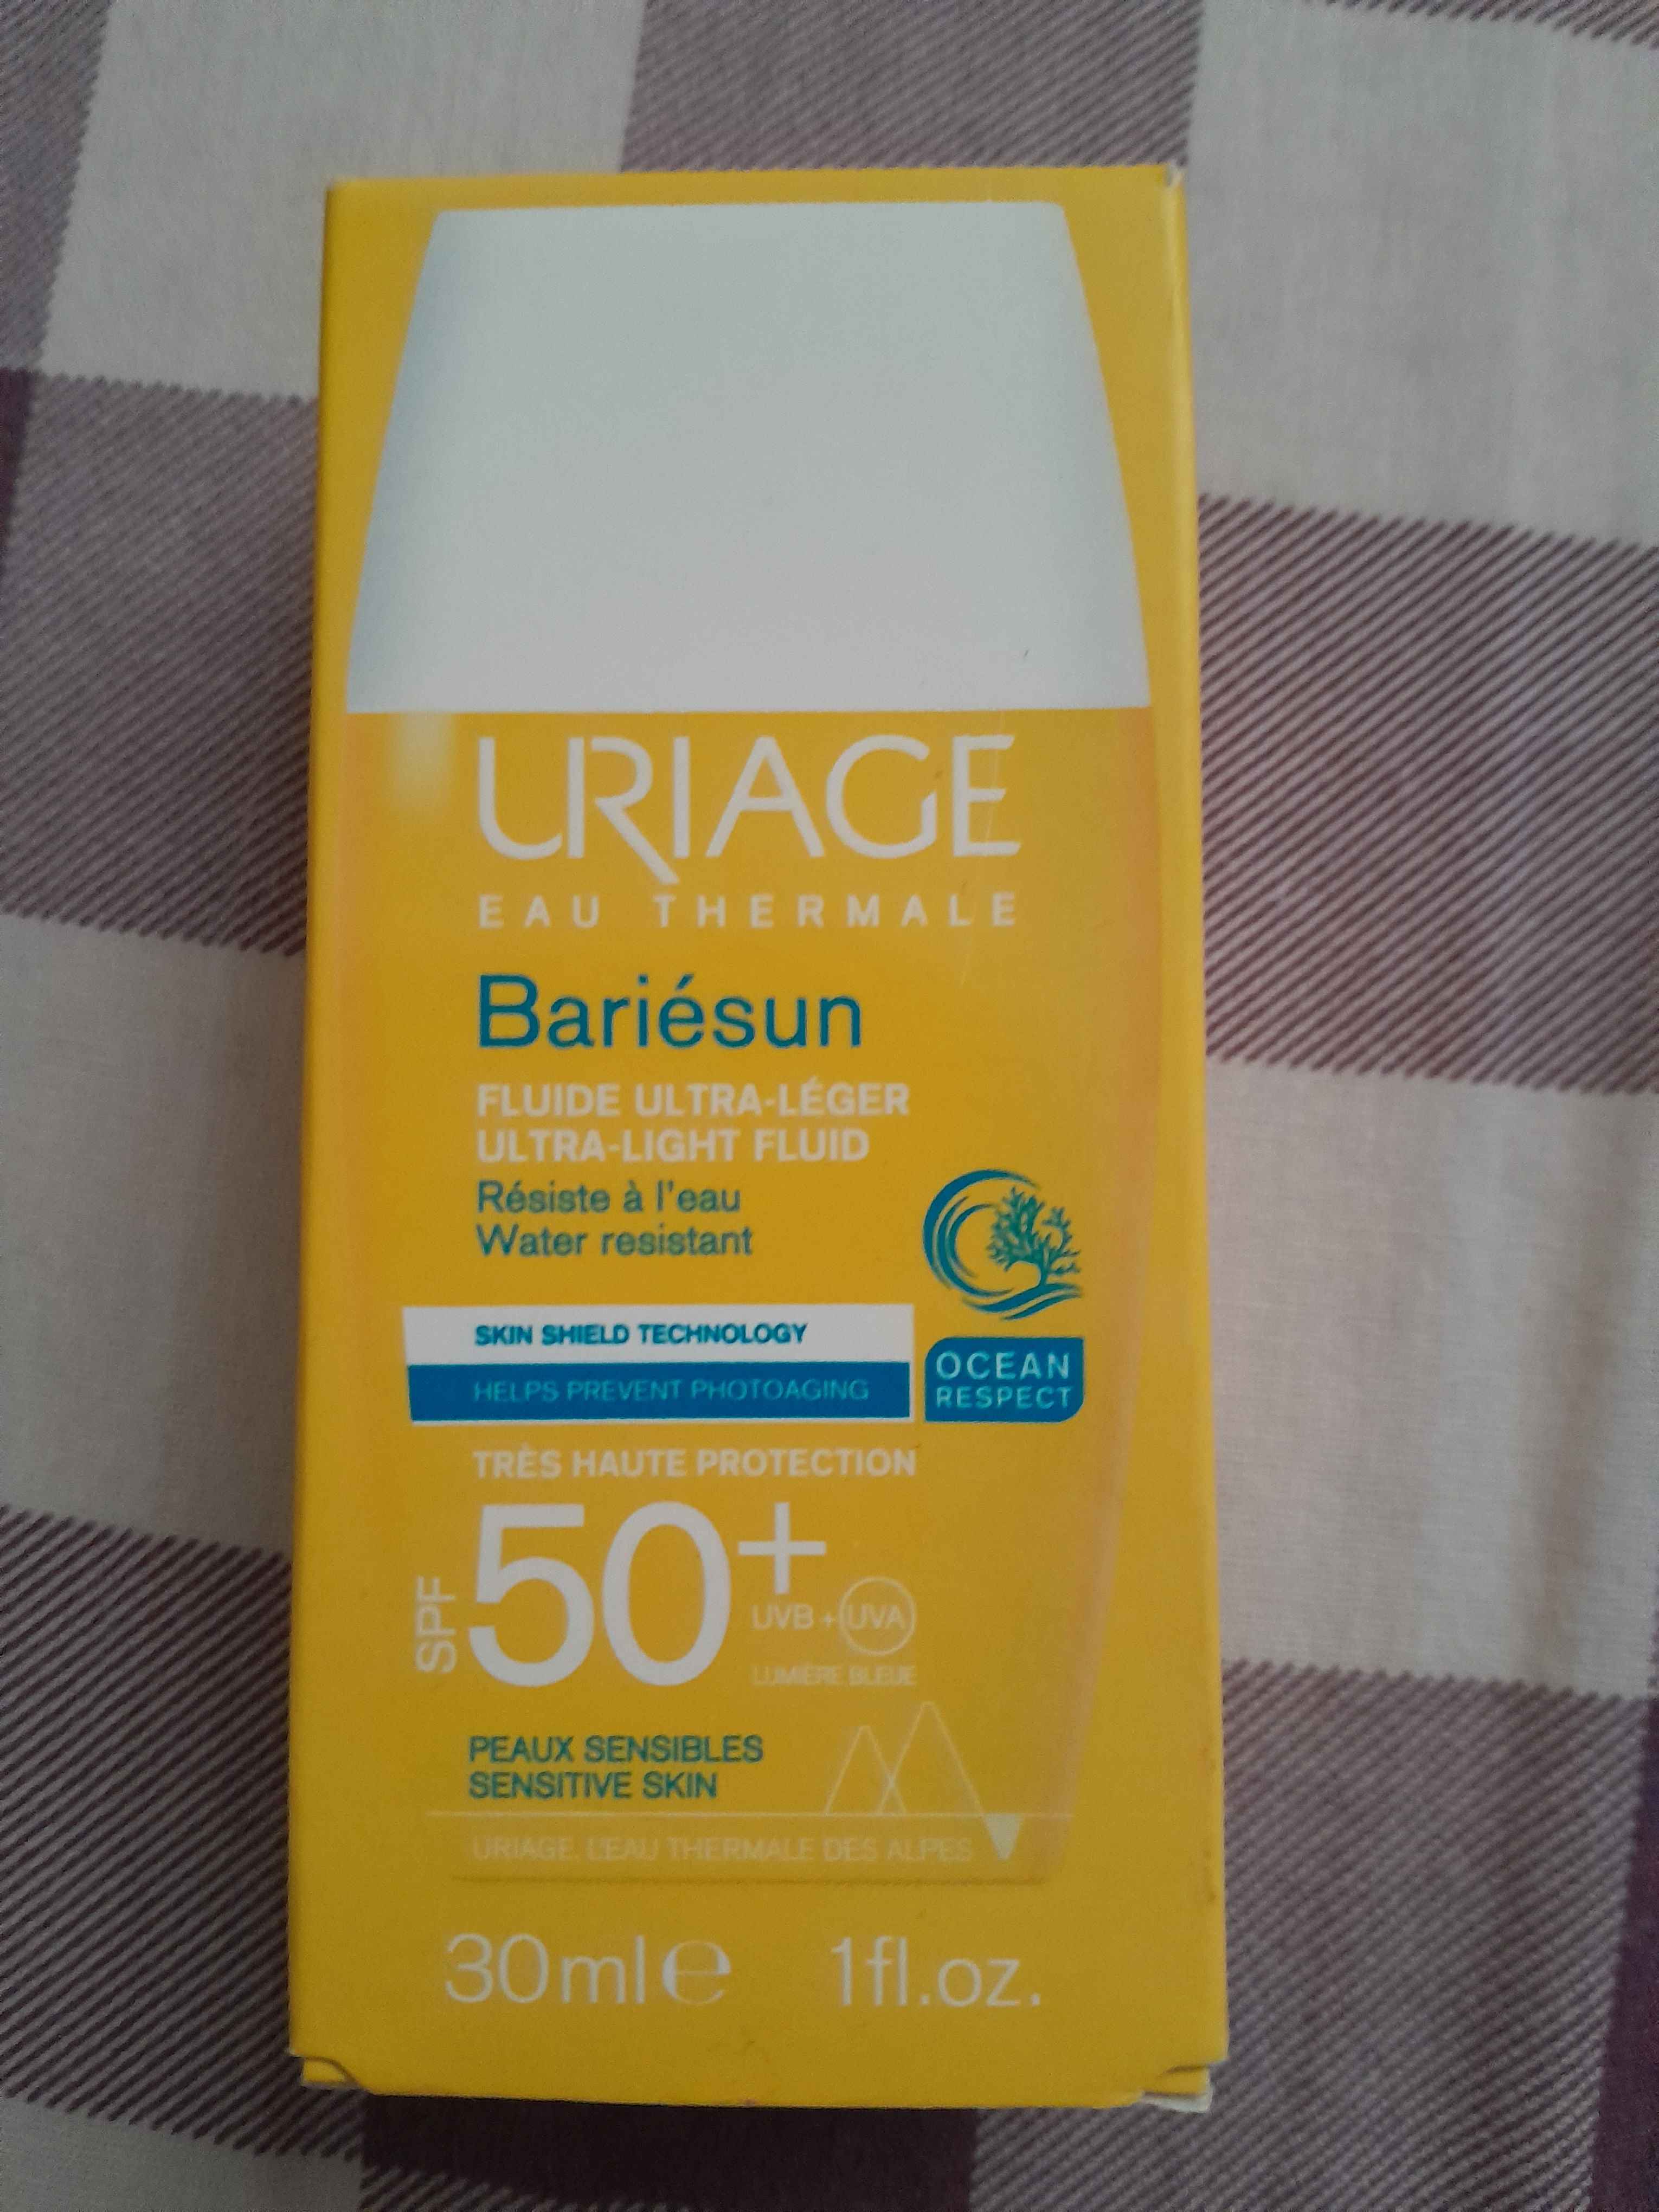 URIAGE
EAU THERMALE
Bariésun
FLUIDE ULTRA-LÉGER
ULTRA-LIGHT FLUID
Résiste à l'eau
Water resistant
SKIN SHIELD TECHNOLOGY
HELPS PREVENT PHOTOAGING
OCEAN
RESPECT
TRÈS HAUTE PROTECTION
SPF 50+
UVB + UVA
LUMIÈRE BLEUE
PEAUX SENSIBLES
SENSITIVE SKIN
URIAGE, L'EAU THERMALE DES ALPES
30ml℮ 1fl.oz.